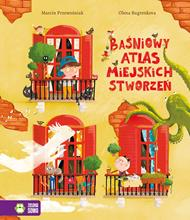 Marcin Przewoźniak
Olena Bugrenkova
BAŚNIOWY
ATLAS
MIEJSKICH
STWORZEŃ
ZIELONA
SOWA